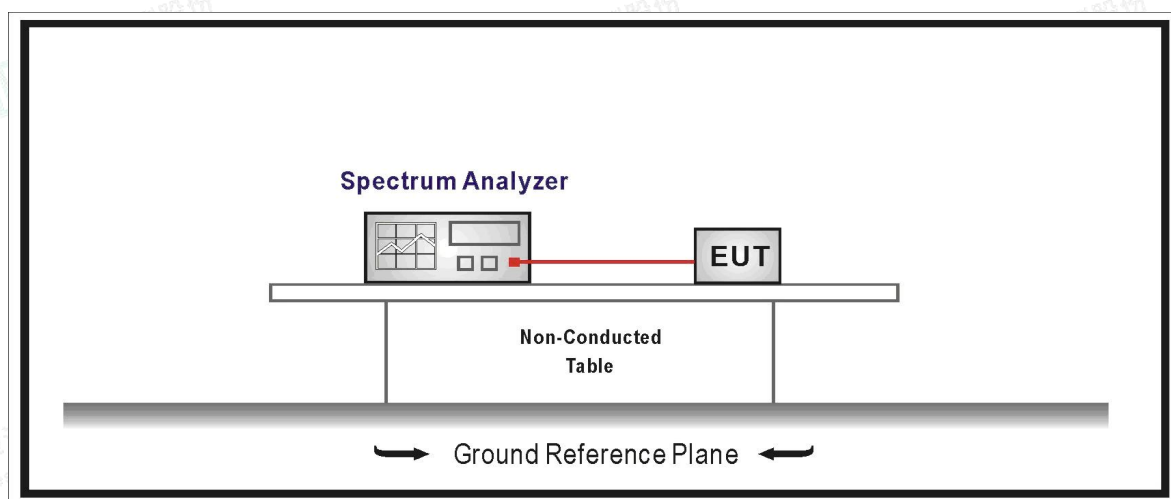 Spectrum Analyzer
EUT
Non-Conducted
Table
Ground Reference Plane